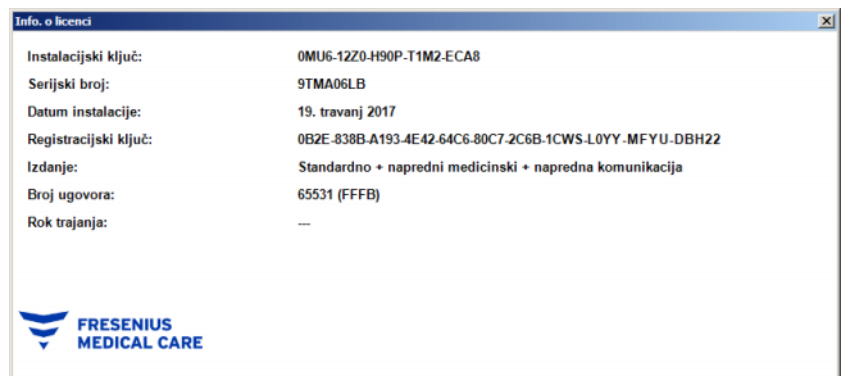 Info. o licenci
Instalacijski ključ: 0MU6-12Z0-H90P-T1M2-ECA8
Serijski broj: 9TMA06LB
Datum instalacije: 19. travanj 2017
Registracijski ključ: 0B2E-838B-A193-4E42-64C6-80C7-2C6B-1CWS-L0YY-MFYU-DBH22
Izdanje: Standardno + napredni medicinski + napredna komunikacija
Broj ugovora: 65531 (FFFB)
Rok trajanja: ---
FRESENIUS
MEDICAL CARE